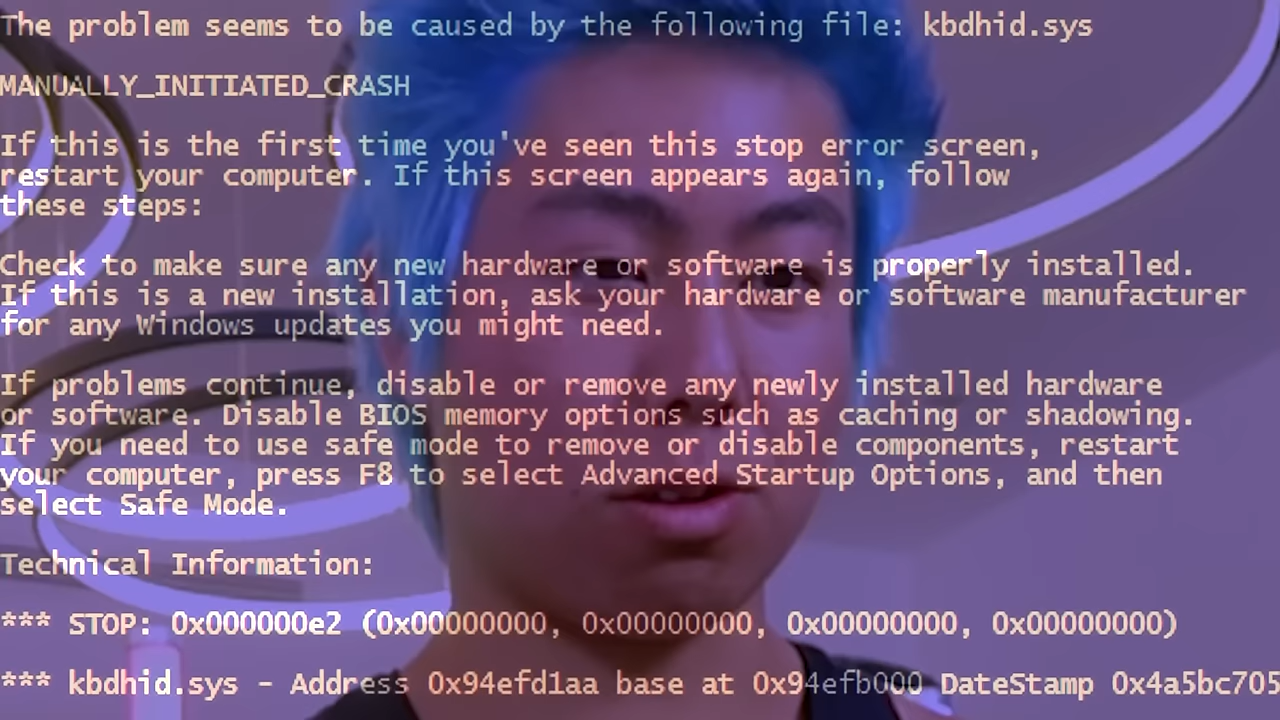 The problem seems to be caused by the following file: kbdhid.sys
MANUALLY_INITIATED_CRASH
If this is the first time you've seen this stop error screen,
restart your computer. If this screen appears again, follow
these steps:
Check to make sure any new hardware or software is properly installed.
If this is a new installation, ask your hardware or software manufacturer
for any Windows updates you might need.
If problems continue, disable or remove any newly installed hardware
or software. Disable BIOS memory options such as caching or shadowing.
If you need to use safe mode to remove or disable components, restart
your computer, press F8 to select Advanced Startup Options, and then
select Safe Mode.
Technical Information:
*** STOP: 0x000000e2 (0x00000000, 0x00000000, 0x00000000, 0x00000000)
*** kbdhid.sys - Address 0x94efd1aa base at 0x94efb000 DateStamp 0x4a5bc705